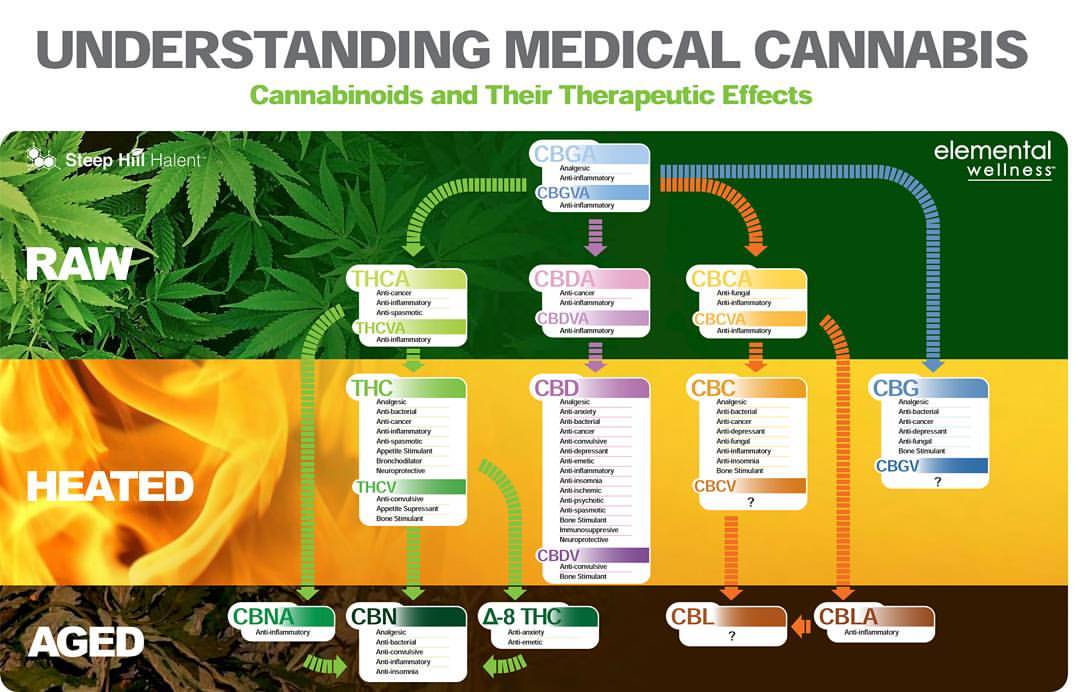 UNDERSTANDING MEDICAL CANNABIS
Cannabinoids and Their Therapeutic Effects
Steep Hill Halent
elemental
wellness
RAW
CBGA
Analgesic
Anti-inflammatory
CBGVA
Anti-inflammatory
THCA
Anti-cancer
Anti-inflammatory
Anti-spasmotic
THCVA
Anti-inflammatory
CBDA
Anti-cancer
Anti-inflammatory
CBDVA
Anti-inflammatory
CBCA
Anti-fungal
Anti-inflammatory
CBCVA
Anti-inflammatory
HEATED
THC
Analgesic
Anti-bacterial
Anti-cancer
Anti-inflammatory
Anti-spasmotic
Appetite Stimulant
Bronchodilater
Neuroprotective
THCV
Anti-convulsive
Appetite Supressant
Bone Stimulant
CBD
Analgesic
Anti-anxiety
Anti-bacterial
Anti-cancer
Anti-convulsive
Anti-depressant
Anti-emetic
Anti-inflammatory
Anti-insomnia
Anti-ischemic
Anti-psychotic
Anti-spasmotic
Bone Stimulant
Immunosuppresive
Neuroprotective
CBDV
Anti-convulsive
Bone Stimulant
CBC
Analgesic
Anti-bacterial
Anti-cancer
Anti-depressant
Anti-fungal
Anti-inflammatory
Anti-insomnia
Bone Stimulant
CBCV
?
CBG
Analgesic
Anti-bacterial
Anti-cancer
Anti-depressant
Anti-fungal
Bone Stimulant
CBGV
?
AGED
CBNA
Anti-inflammatory
CBN
Analgesic
Anti-bacterial
Anti-convulsive
Anti-inflammatory
Anti-insomnia
Δ-8 THC
Anti-anxiety
Anti-emetic
CBL
?
CBLA
Anti-inflammatory